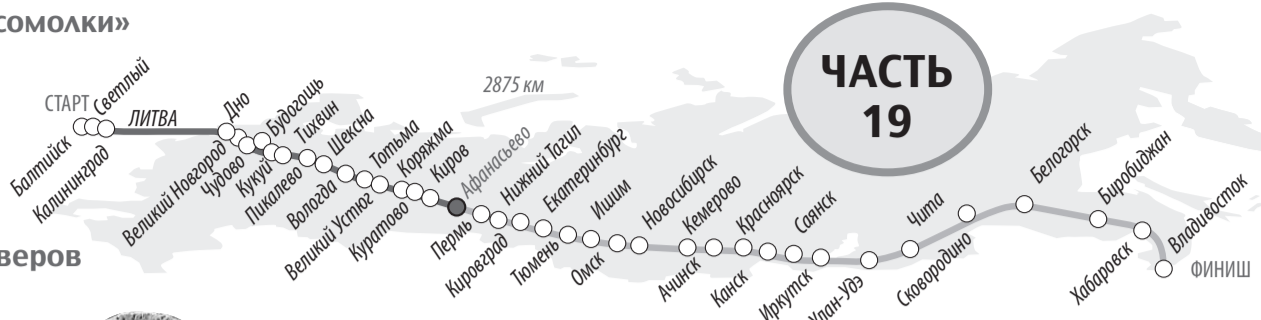 сомолки»
веров
ЧАСТЬ
19
2875 км
СТАРТ
Балтийск
Светлый
Калининград
ЛИТВА
Дно
Великий Новгород
Чудово
Будогощь
Кукуй
Тихвин
Пикалево
Шексна
Вологда
Тотьма
Великий Устюг
Коряжма
Куратово
Киров
Афанасьево
Пермь
Нижний Тагил
Кировград
Екатеринбург
Тюмень
Ишим
Омск
Новосибирск
Ачинск
Кемерово
Канск
Красноярск
Иркутск
Саянск
Улан-Удэ
Чита
Сковородино
Белогорск
Биробиджан
Хабаровск
Владивосток
ФИНИШ